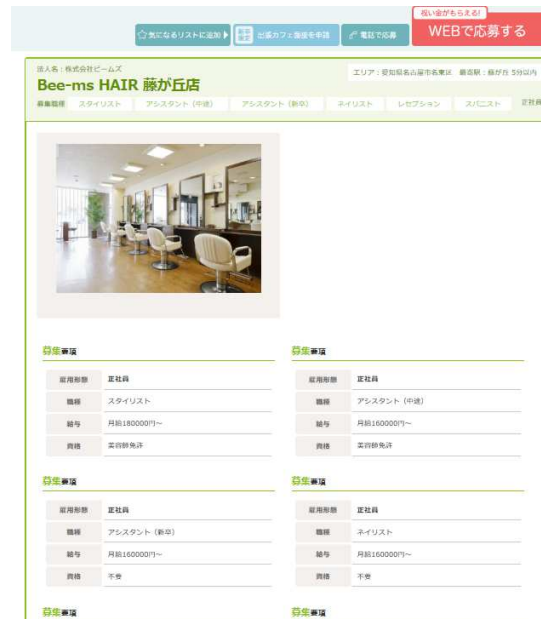 祝い金がもらえる!
☆気になるリストに追加▶
出張カフェ面接を申請
電話で応募
WEBで応募する
法人名:株式会社ビームズ
エリア:愛知県名古屋市名東区 最寄駅:藤が丘 5分以内
Bee-ms HAIR 藤が丘店
募集職種 スタイリスト アシスタント(中途) アシスタント(新卒) ネイリスト レセプション スパニスト 正社員
募集要項
雇用形態 正社員
職種 スタイリスト
給与 月給180000円~
資格 美容師免許
募集要項
雇用形態 正社員
職種 アシスタント(中途)
給与 月給160000円~
資格 美容師免許
募集要項
雇用形態 正社員
職種 アシスタント(新卒)
給与 月給160000円~
資格 不要
募集要項
雇用形態 正社員
職種 ネイリスト
給与 月給160000円~
資格 不要
募集要項
募集要項